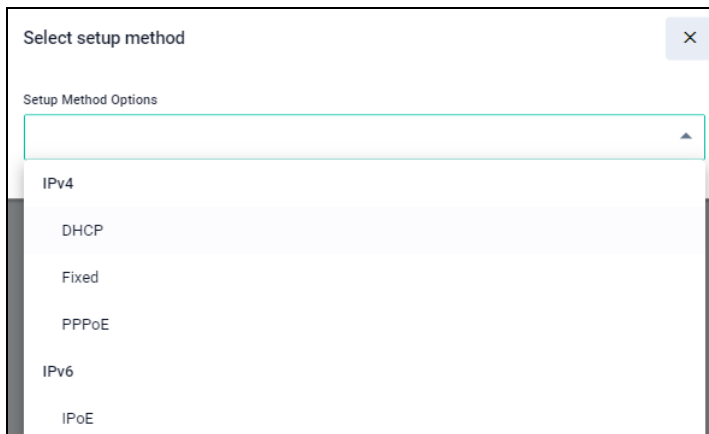 Select setup method
Setup Method Options
IPv4
DHCP
Fixed
PPPoE
IPv6
IPoE